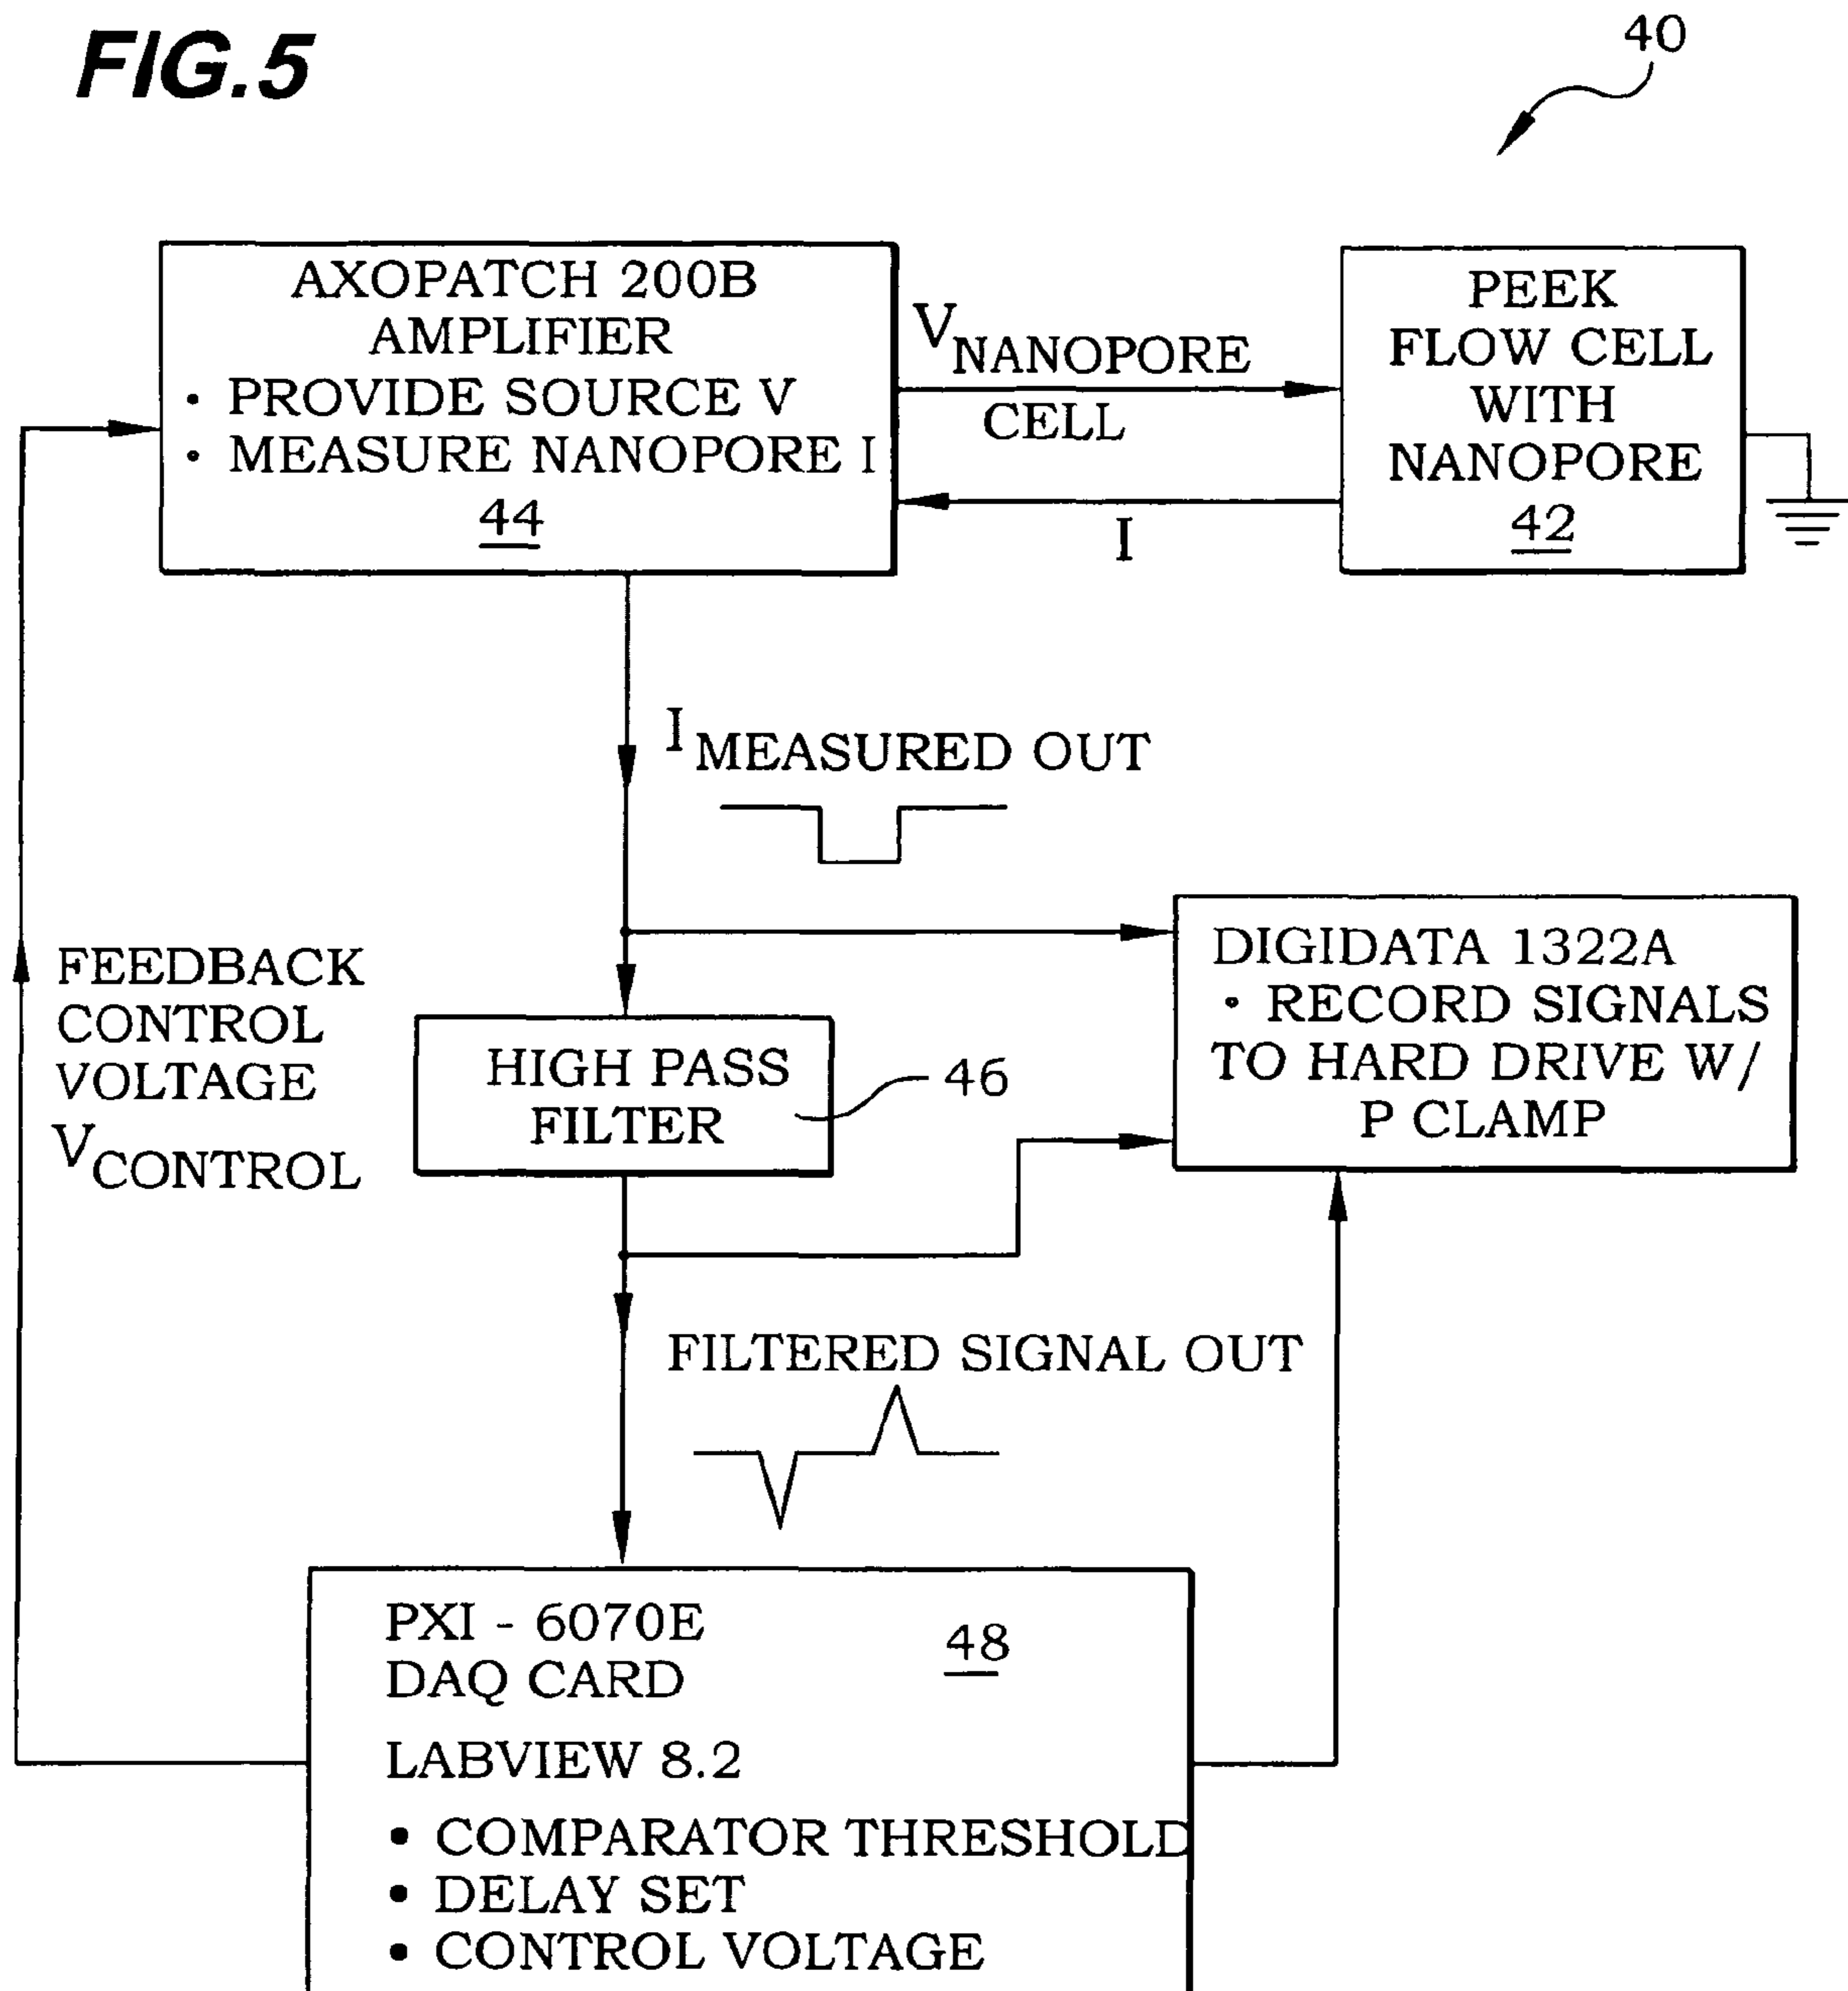 FIG.5
40
AXOPATCH 200B
AMPLIFIER
• PROVIDE SOURCE V
• MEASURE NANOPORE I
44
VNANOPORE
CELL
I
PEEK
FLOW CELL
WITH
NANOPORE
42
I MEASURED OUT
FEEDBACK
CONTROL
VOLTAGE
VCONTROL
HIGH PASS
FILTER
46
DIGIDATA 1322A
• RECORD SIGNALS
TO HARD DRIVE W/
P CLAMP
FILTERED SIGNAL OUT
PXI - 6070E
DAQ CARD
48
LABVIEW 8.2
• COMPARATOR THRESHOLD
• DELAY SET
• CONTROL VOLTAGE